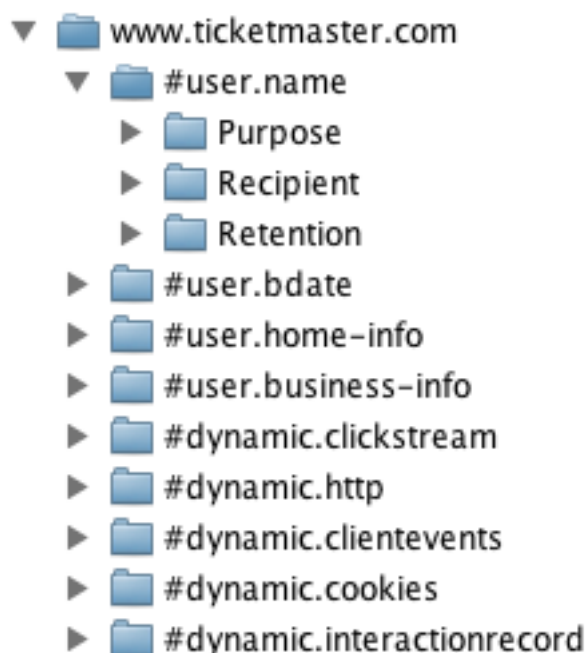 www.ticketmaster.com
#user.name
Purpose
Recipient
Retention
#user.bdate
#user.home-info
#user.business-info
#dynamic.clickstream
#dynamic.http
#dynamic.clientevents
#dynamic.cookies
#dynamic.interactionrecord